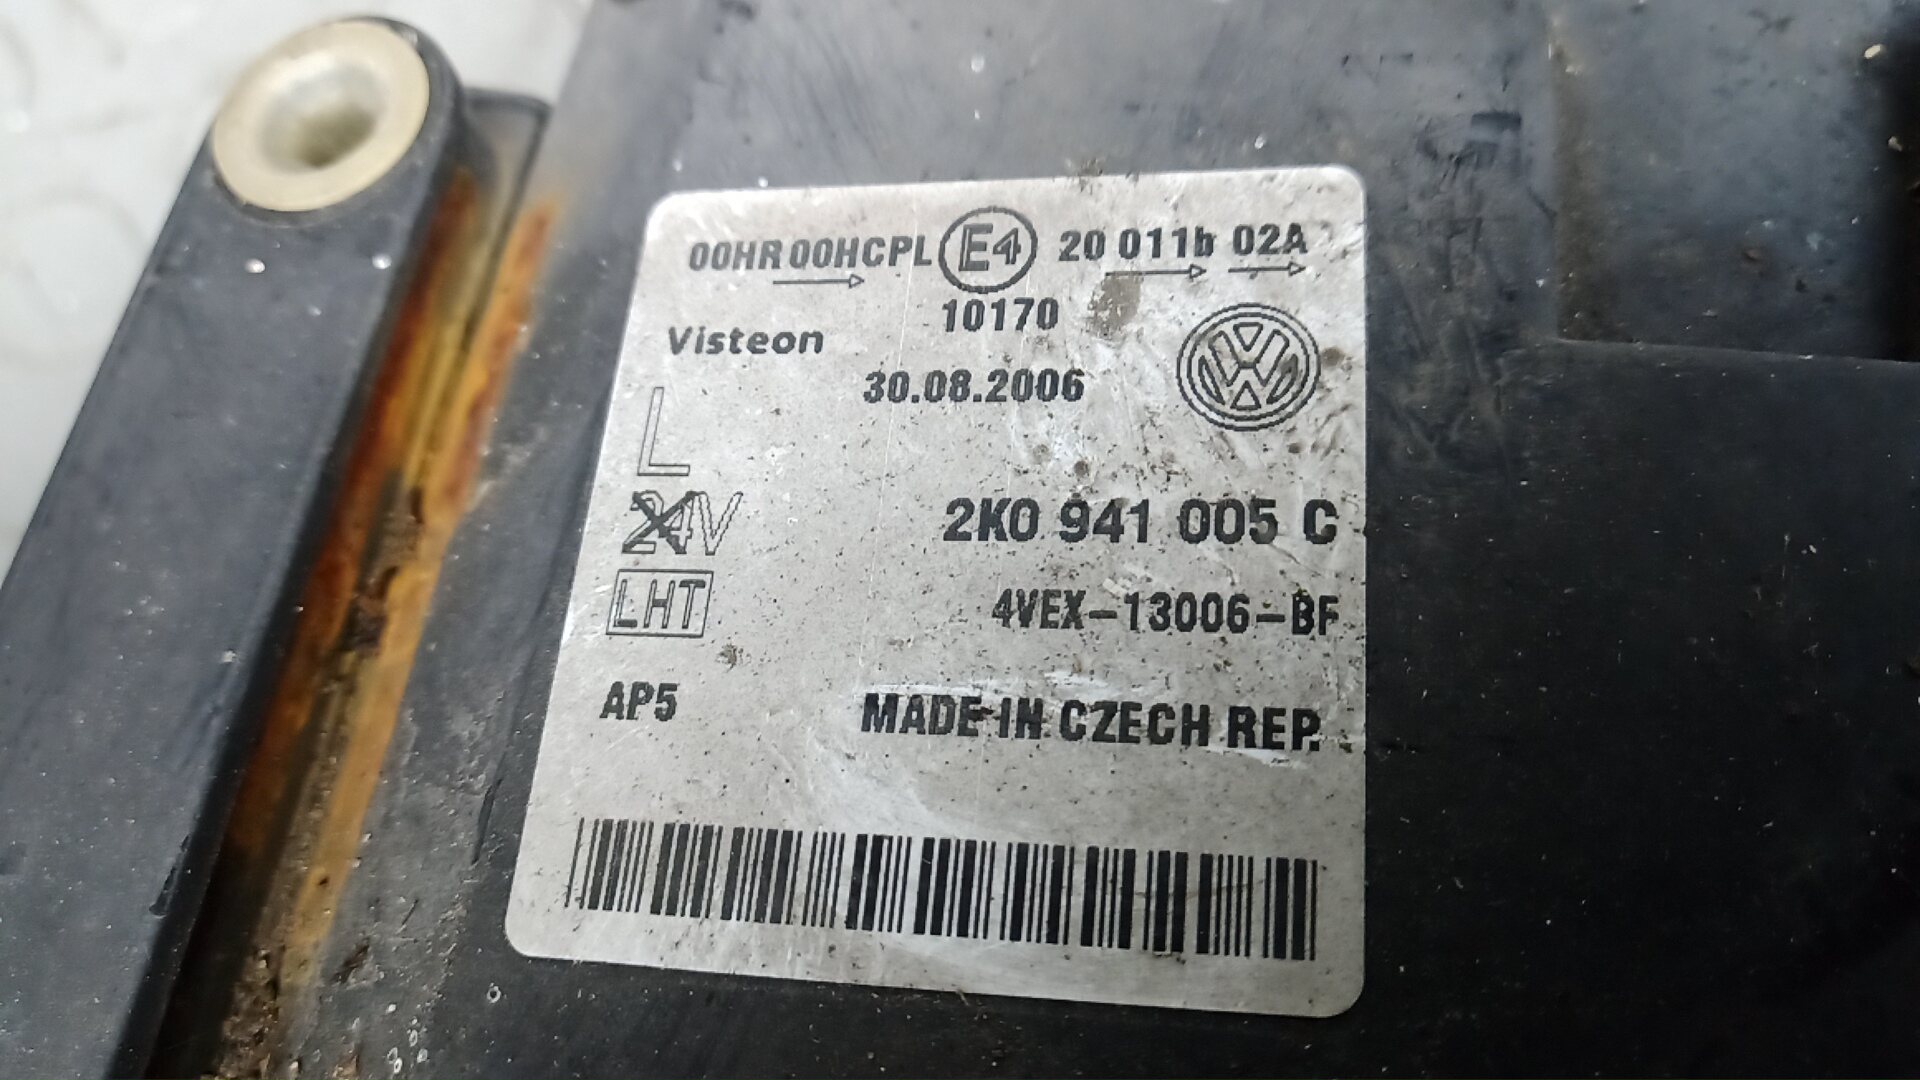 00HR 00HCPL E4 20 011b 02A
10170
Visteon
30.08.2006
L
24V
2K0 941 005 C
LHT
4VEX-13006-BF
AP5
MADE IN CZECH REP.